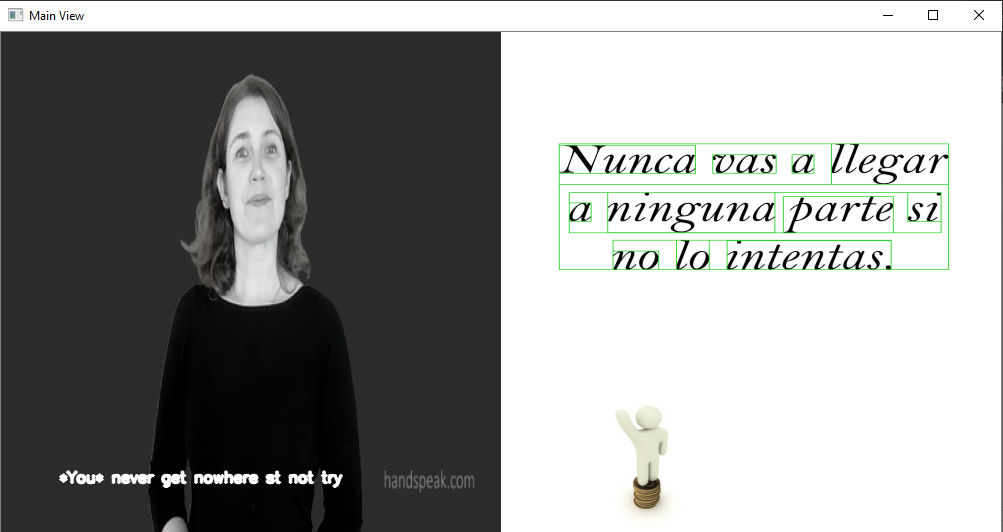 Main View
Nunca vas a llegar
a ninguna parte si
no lo intentas.
*You* never get nowhere st not try
handspeak.com